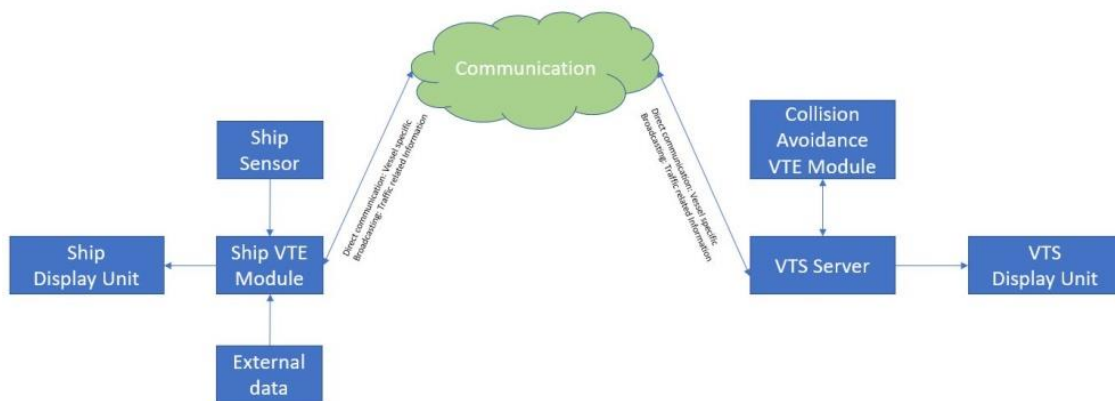 Communication
Direct communication: Vessel specific
Broadcasting: Traffic related Information
Direct communication: Vessel specific
Broadcasting: Traffic related Information
Ship
Sensor
Collision
Avoidance
VTE Module
Ship
Display Unit
Ship VTE
Module
VTS Server
VTS
Display Unit
External
data